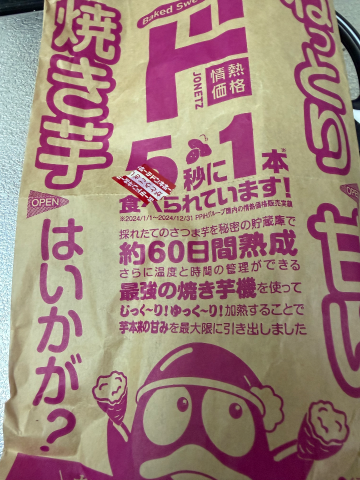 Baked Swe
ド
情熱
価格
JONETZ
焼き芋
はいかが?
ねっとり
甘い
OPEN
OPEN
5秒に1本※
食べられています!
※2024/1/1~2024/12/31 PPIHグループ国内の情熱価格販売実績
採れたてのさつま芋を秘密の貯蔵庫で
約60日間熟成
さらに温度と時間の管理ができる
最強の焼き芋機を使って
じっく~り!ゆっく~り!加熱することで
芋本来の甘みを最大限に引き出しました